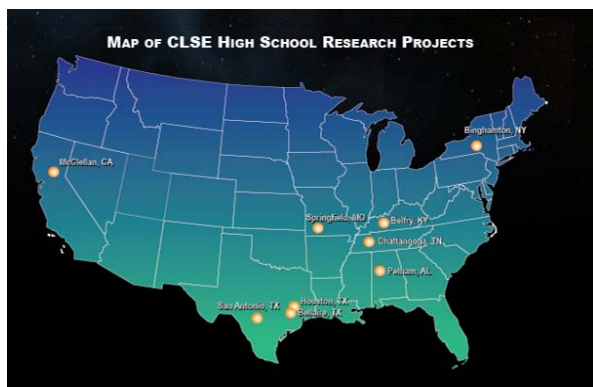 MAP OF CLSE HIGH SCHOOL RESEARCH PROJECTS
Binghamton, NY
McClellan, CA
Springfield, MO
Belfry, KY
Chattanooga, TN
Pelham, AL
San Antonio, TX
Houston, TX
Bellaire, TX